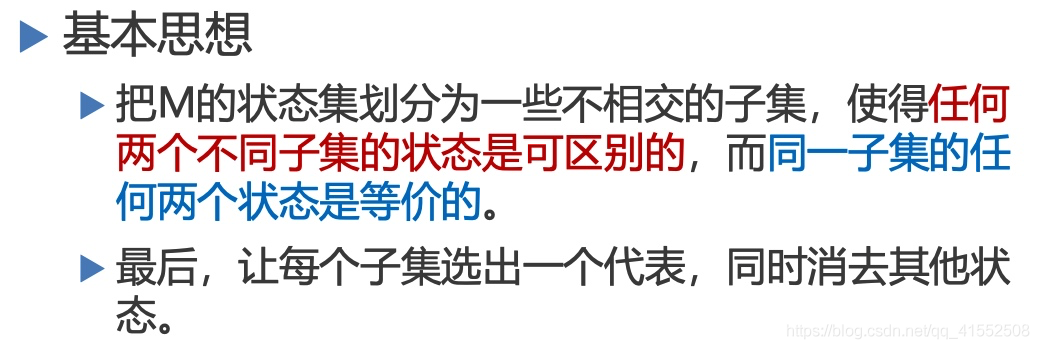 基本思想
把M的状态集划分为一些不相交的子集，使得任何
两个不同子集的状态是可区别的，而同一子集的任
何两个状态是等价的。
最后，让每个子集选出一个代表，同时消去其他状
态。
https://blog.csdn.net/qq_41552508